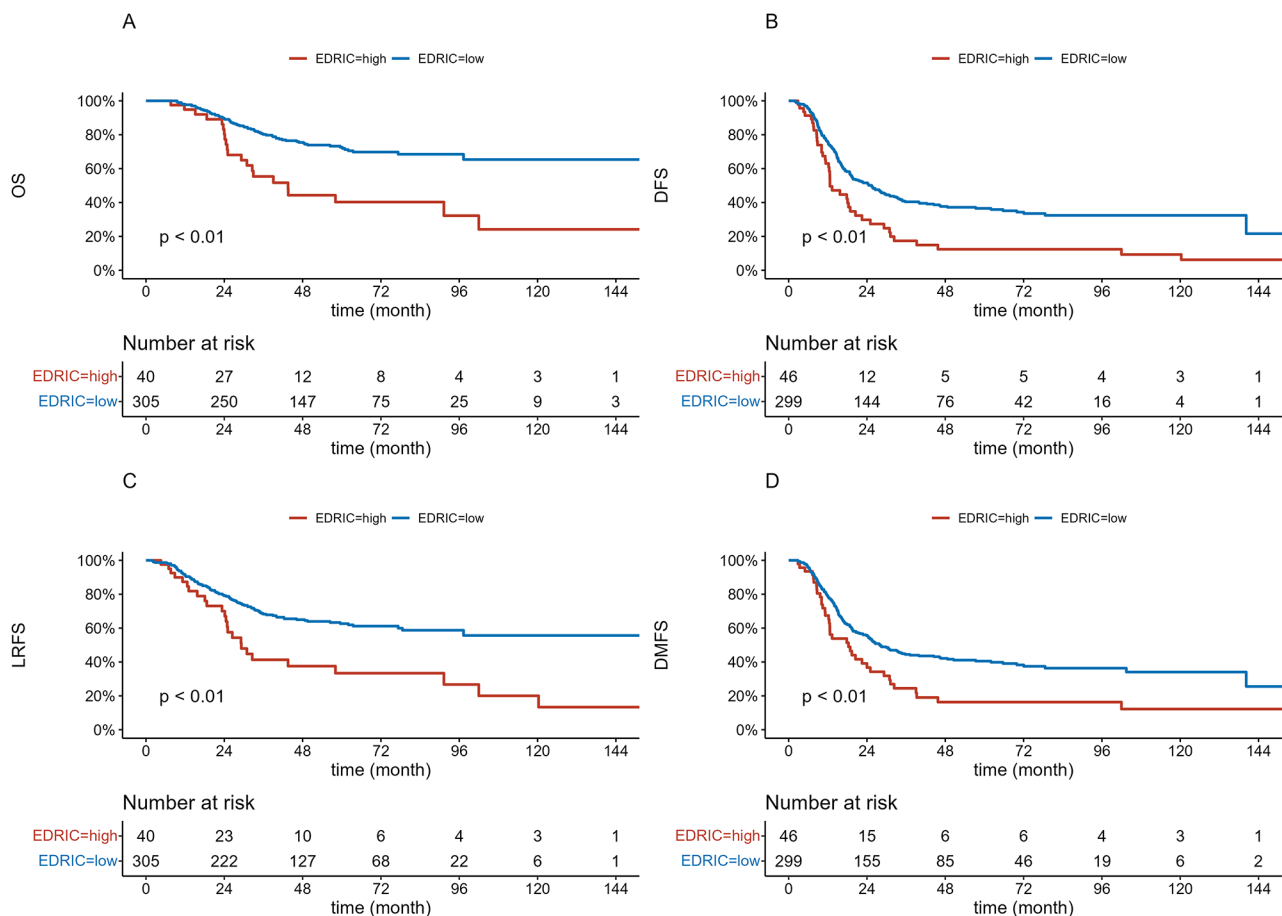 A
EDRIC=high EDRIC=low
OS
100%
80%
60%
40%
20%
0%
p < 0.01
0 24 48 72 96 120 144
time (month)
Number at risk
EDRIC=high 40 27 12 8 4 3 1
EDRIC=low 305 250 147 75 25 9 3
0 24 48 72 96 120 144
time (month)
B
EDRIC=high EDRIC=low
DFS
100%
80%
60%
40%
20%
0%
p < 0.01
0 24 48 72 96 120 144
time (month)
Number at risk
EDRIC=high 46 12 5 5 4 3 1
EDRIC=low 299 144 76 42 16 4 1
0 24 48 72 96 120 144
time (month)
C
EDRIC=high EDRIC=low
LRFS
100%
80%
60%
40%
20%
0%
p < 0.01
0 24 48 72 96 120 144
time (month)
Number at risk
EDRIC=high 40 23 10 6 4 3 1
EDRIC=low 305 222 127 68 22 6 1
0 24 48 72 96 120 144
time (month)
D
EDRIC=high EDRIC=low
DMFS
100%
80%
60%
40%
20%
0%
p < 0.01
0 24 48 72 96 120 144
time (month)
Number at risk
EDRIC=high 46 15 6 6 4 3 1
EDRIC=low 299 155 85 46 19 6 2
0 24 48 72 96 120 144
time (month)